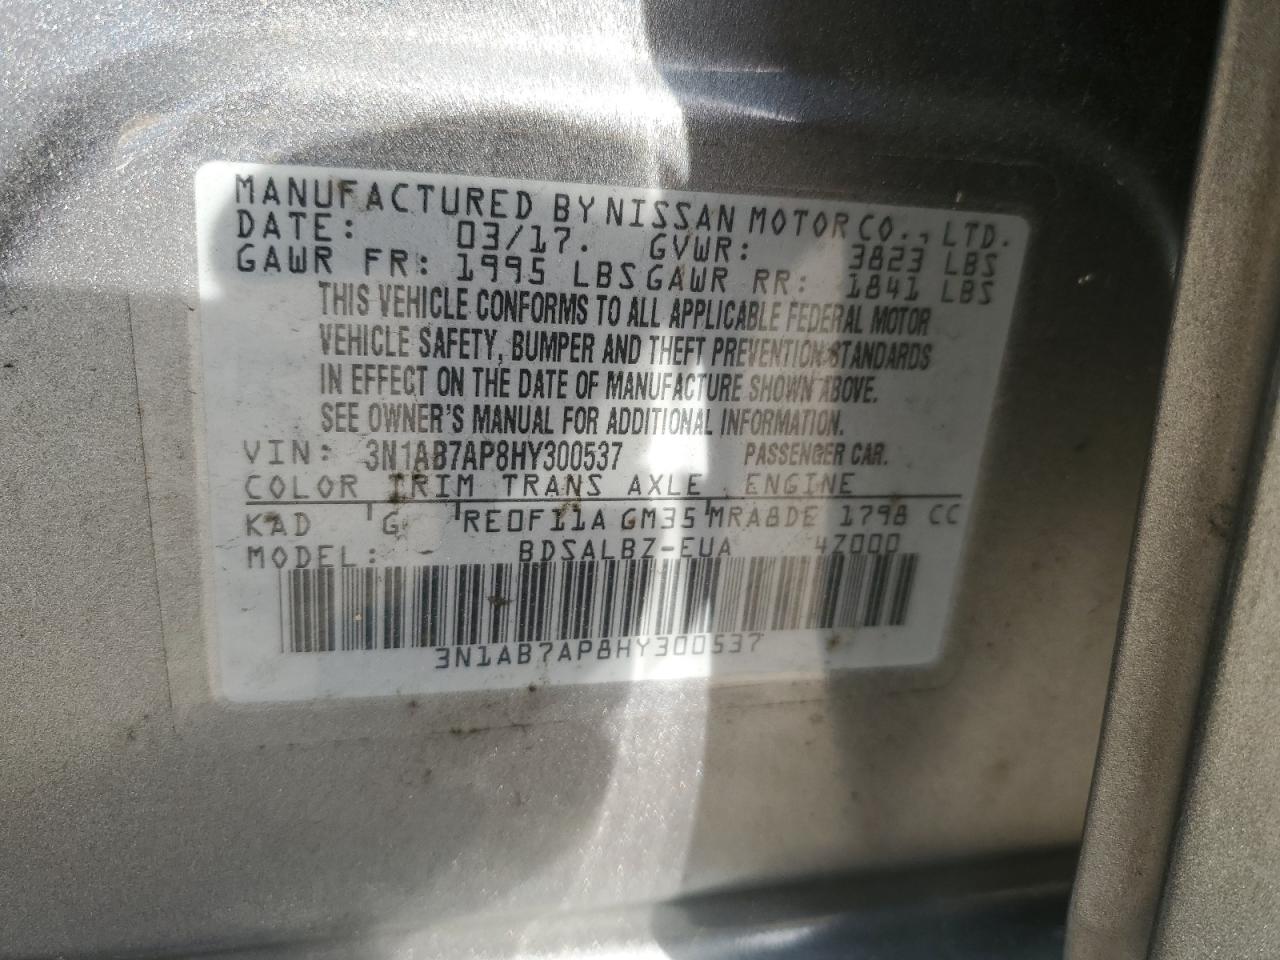 MANUFACTURED BY NISSAN MOTOR CO., LTD.
DATE: 03/17. GVWR: 3823 LBS
GAWR FR: 1995 LBS GAWR RR: 1841 LBS
THIS VEHICLE CONFORMS TO ALL APPLICABLE FEDERAL MOTOR
VEHICLE SAFETY, BUMPER AND THEFT PREVENTION STANDARDS
IN EFFECT ON THE DATE OF MANUFACTURE SHOWN ABOVE.
SEE OWNER'S MANUAL FOR ADDITIONAL INFORMATION.
VIN: 3N1AB7AP8HY300537 PASSENGER CAR.
COLOR TRIM TRANS AXLE ENGINE
KAD G RE0F11A GM35 MRA8DE 1798 CC
MODEL: BDSALBZ-EUA 47000
3N1AB7AP8HY300537